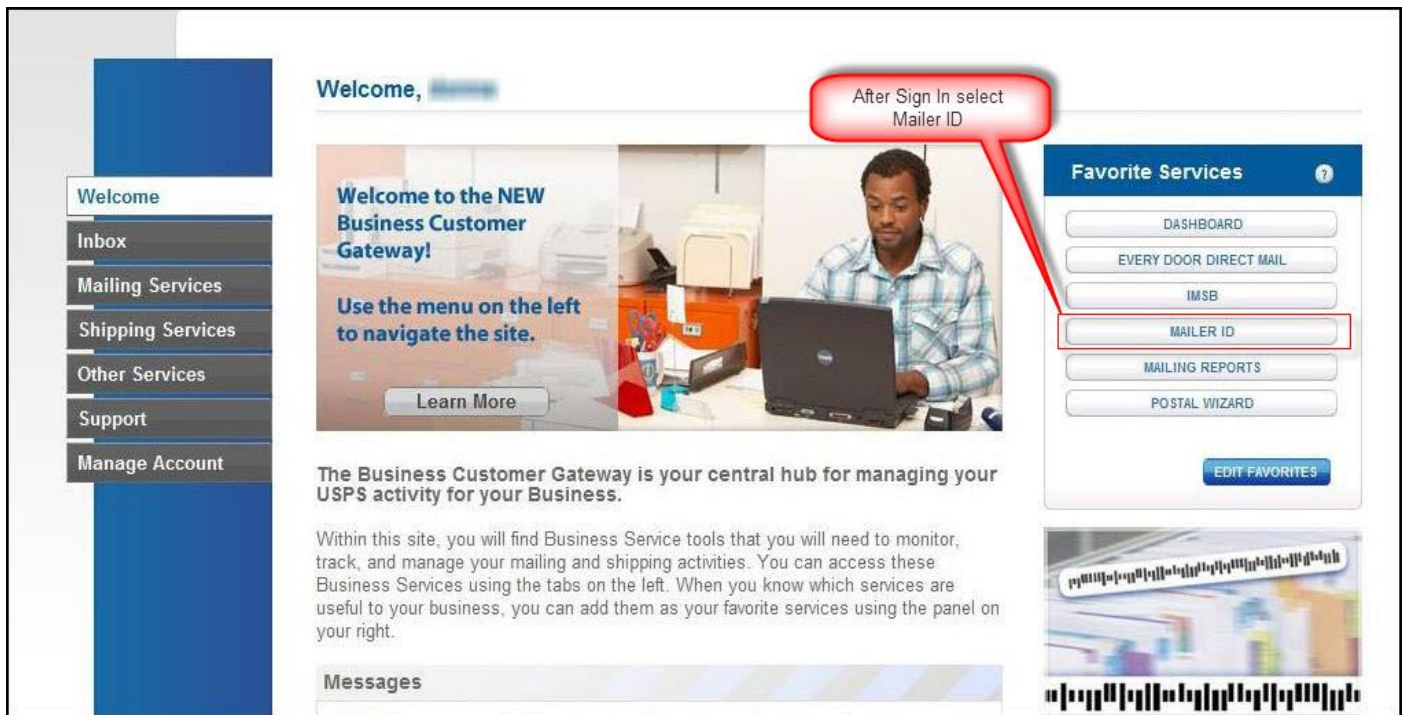 Welcome,
After Sign In select
Mailer ID
Welcome
Inbox
Mailing Services
Shipping Services
Other Services
Support
Manage Account
Welcome to the NEW
Business Customer
Gateway!
Use the menu on the left
to navigate the site.
Learn More
Favorite Services
?
DASHBOARD
EVERY DOOR DIRECT MAIL
IMSB
MAILER ID
MAILING REPORTS
POSTAL WIZARD
EDIT FAVORITES
The Business Customer Gateway is your central hub for managing your
USPS activity for your Business.
Within this site, you will find Business Service tools that you will need to monitor,
track, and manage your mailing and shipping activities. You can access these
Business Services using the tabs on the left. When you know which services are
useful to your business, you can add them as your favorite services using the panel on
your right.
Messages